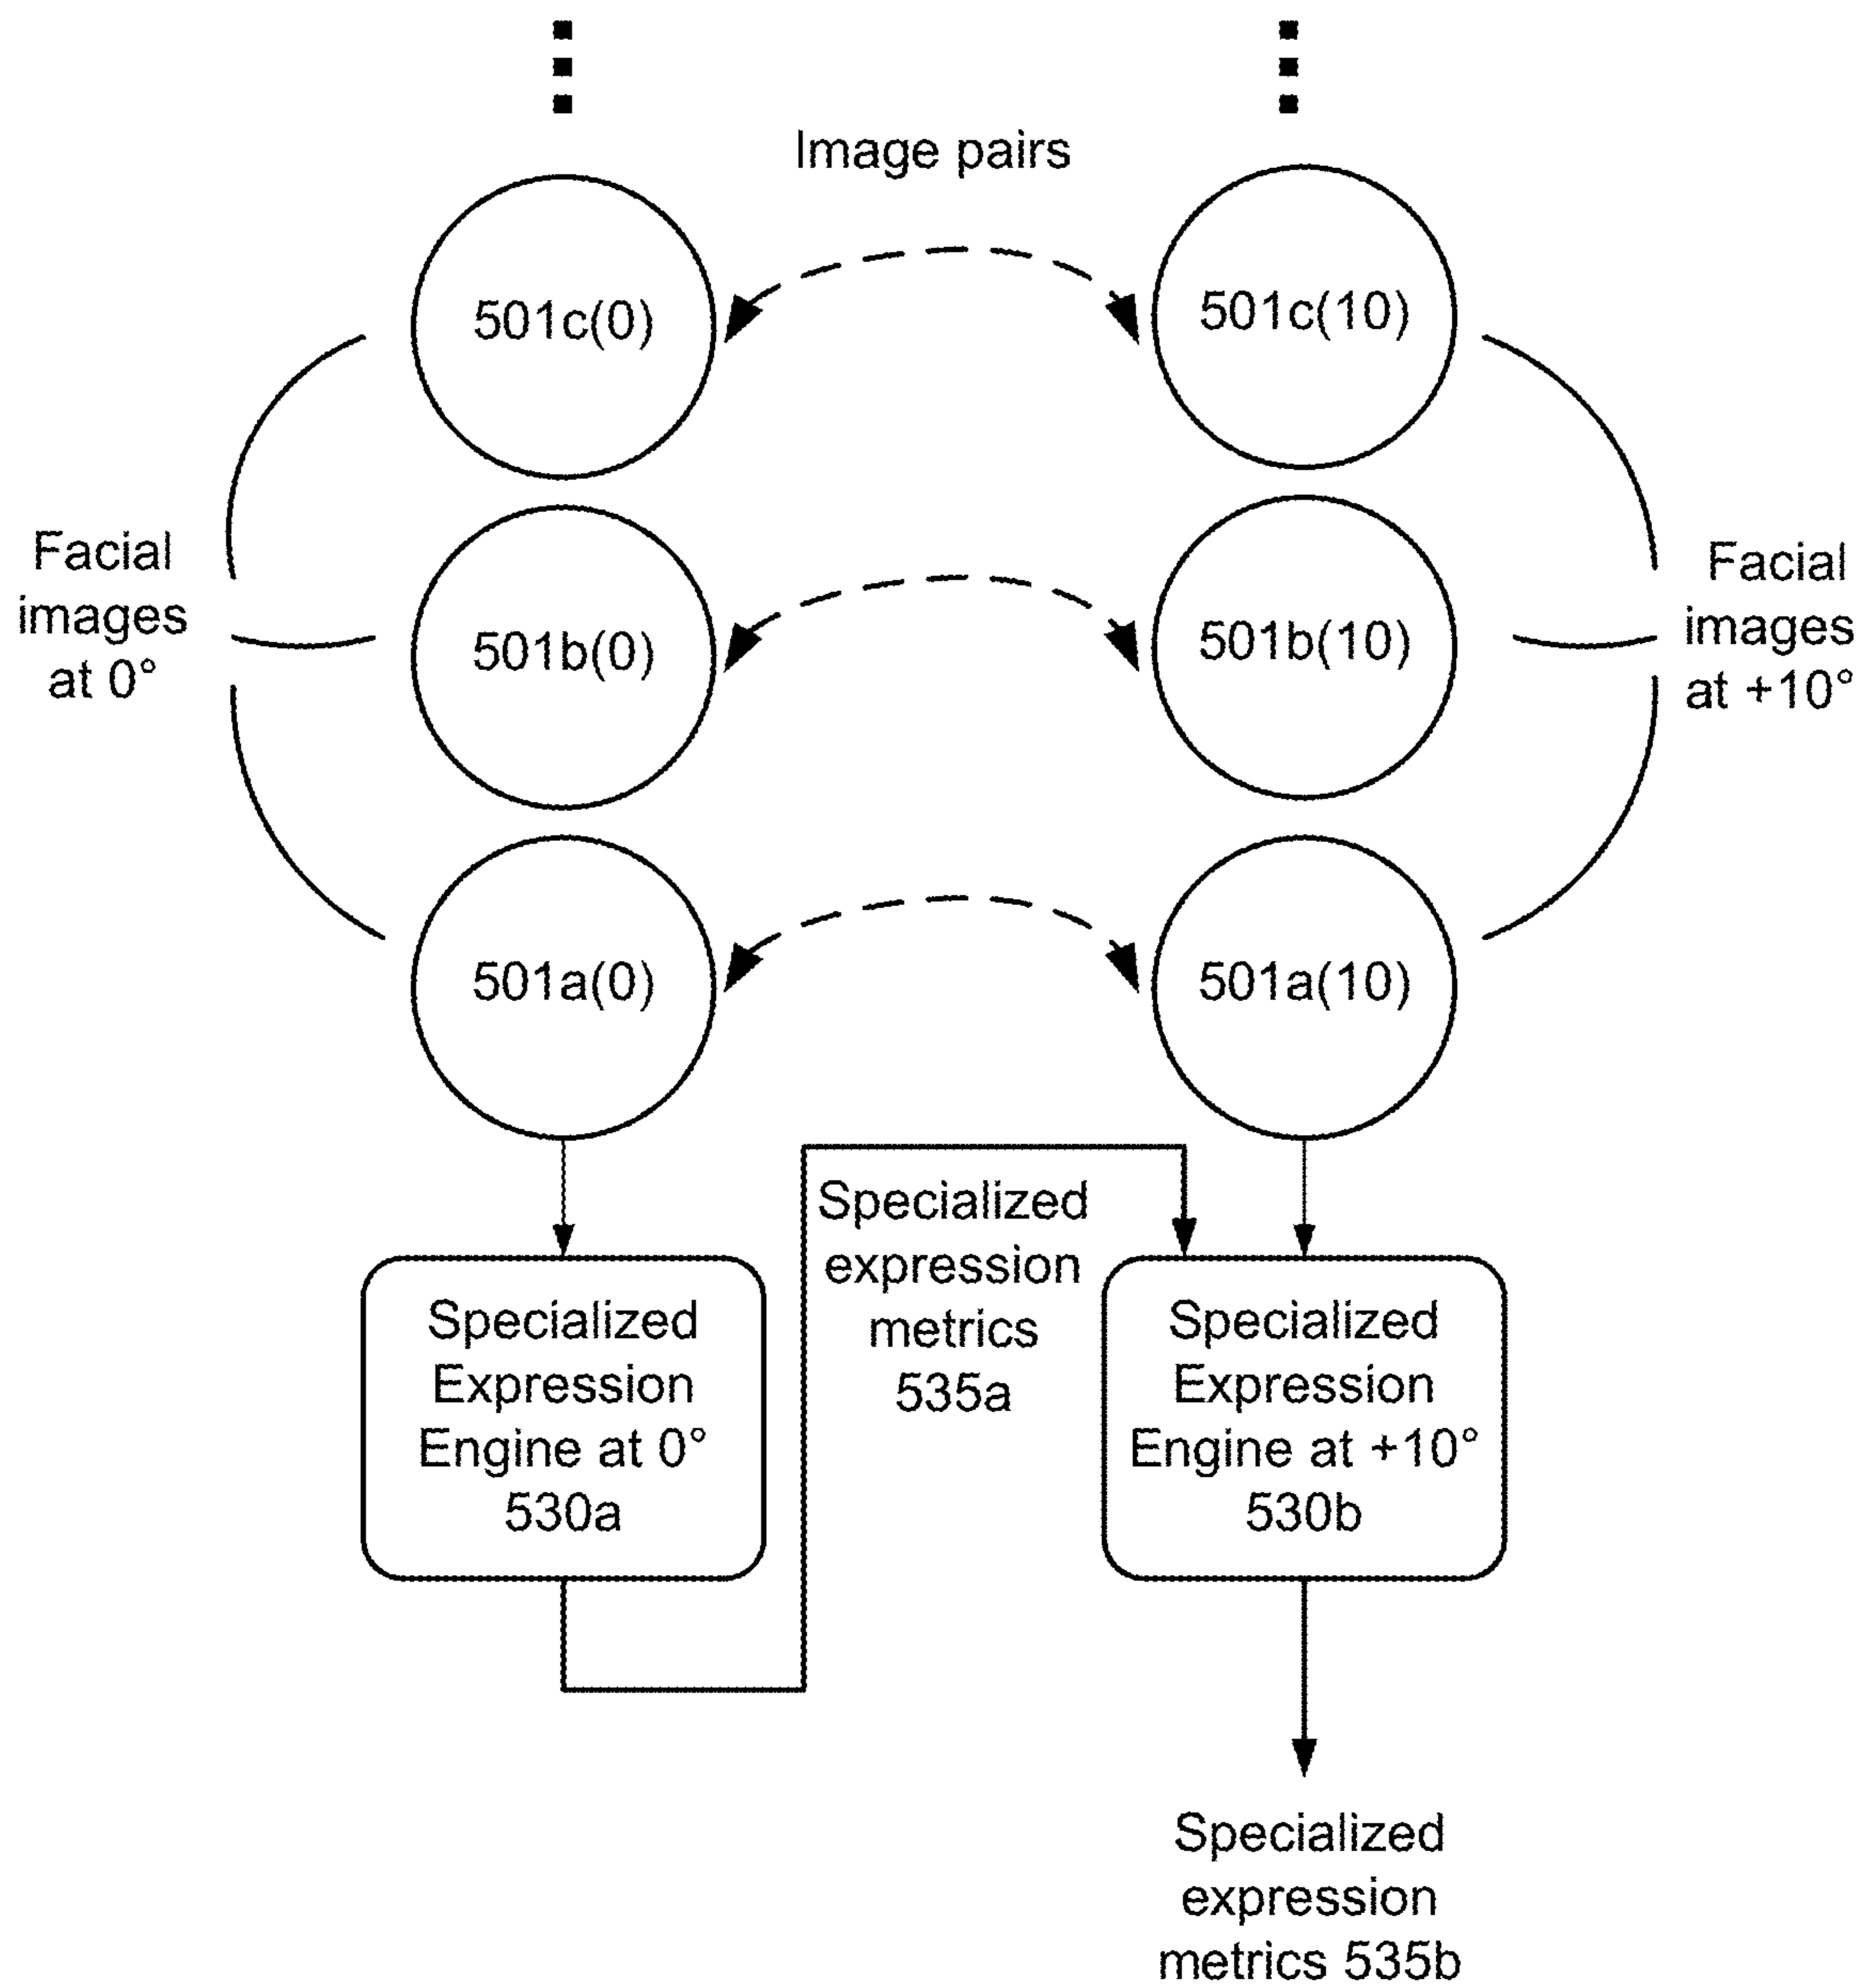 Image pairs
501c(0)
501c(10)
Facial
images
at 0°
501b(0)
501b(10)
Facial
images
at +10°
501a(0)
501a(10)
Specialized
expression
metrics
535a
Specialized
Expression
Engine at 0°
530a
Specialized
Expression
Engine at +10°
530b
Specialized
expression
metrics 535b